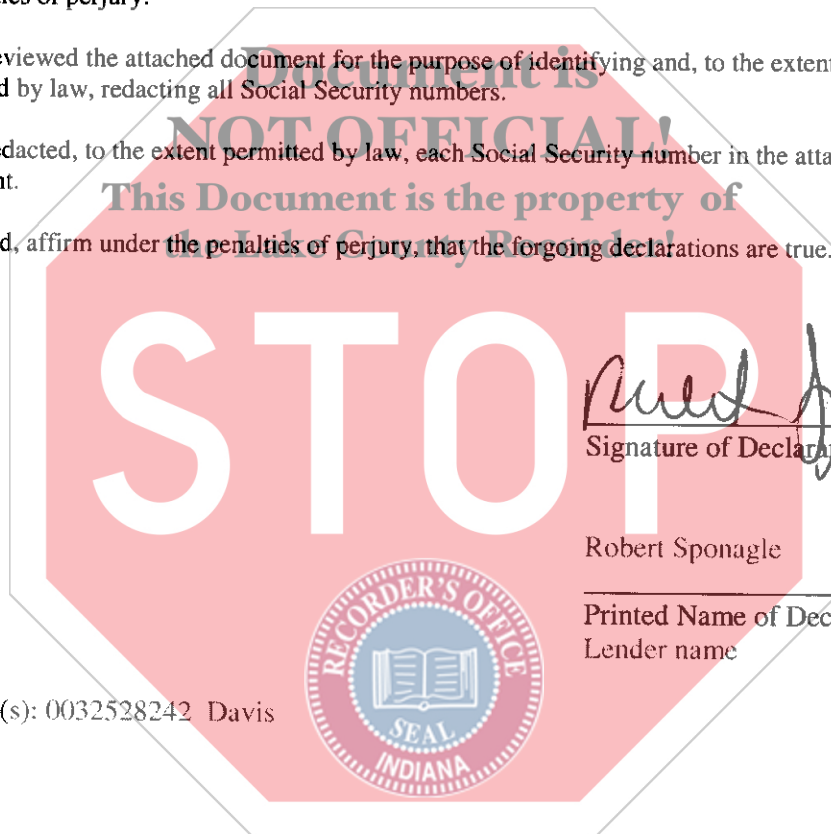 ties of perjury.
eviewed the attached document for the purpose of identifying and, to the extent
d by law, redacting all Social Security numbers.
edacted, to the extent permitted by law, each Social Security number in the atta
nt.
d, affirm under the penalties of perjury, that the forgoing declarations are true.
Document is
NOT OFFICIAL!
This Document is the property of
the Lake County Recorder!
STOP
Signature of Declara
Robert Sponagle
Printed Name of Dec
Lender name
(s): 0032528242 Davis
RECORDER'S OFFICE
SEAL
INDIANA